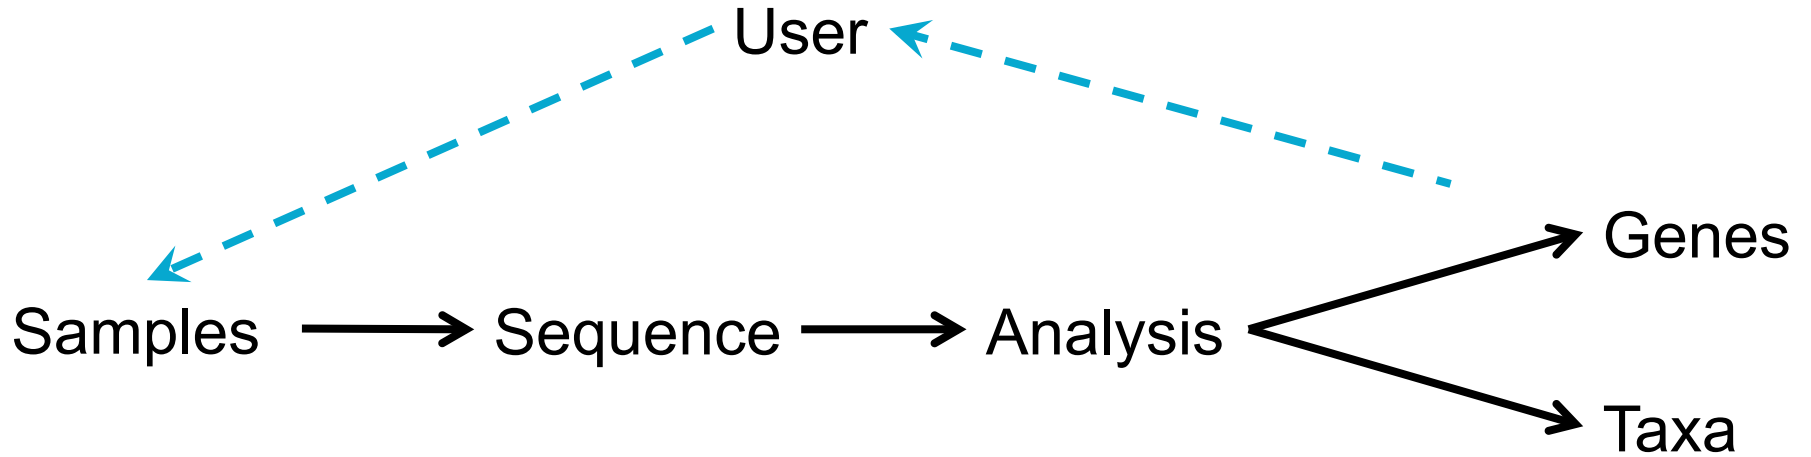 User
Genes
Samples
Sequence
Analysis
Taxa